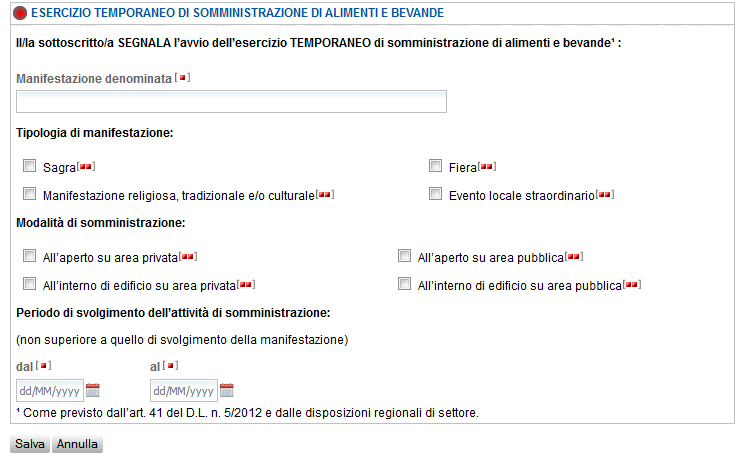 ESERCIZIO TEMPORANEO DI SOMMINISTRAZIONE DI ALIMENTI E BEVANDE
Il/la sottoscritto/a SEGNALA l'avvio dell'esercizio TEMPORANEO di somministrazione di alimenti e bevande¹ :
Manifestazione denominata [ ]
Tipologia di manifestazione:
Sagra[ ] Fiera[ ]
Manifestazione religiosa, tradizionale e/o culturale[ ] Evento locale straordinario[ ]
Modalità di somministrazione:
All'aperto su area privata[ ] All'aperto su area pubblica[ ]
All'interno di edificio su area privata[ ] All'interno di edificio su area pubblica[ ]
Periodo di svolgimento dell'attività di somministrazione:
(non superiore a quello di svolgimento della manifestazione)
dal[ ] al[ ]
dd/MM/yyyy dd/MM/yyyy
¹ Come previsto dall'art. 41 del D.L. n. 5/2012 e dalle disposizioni regionali di settore.
Salva Annulla